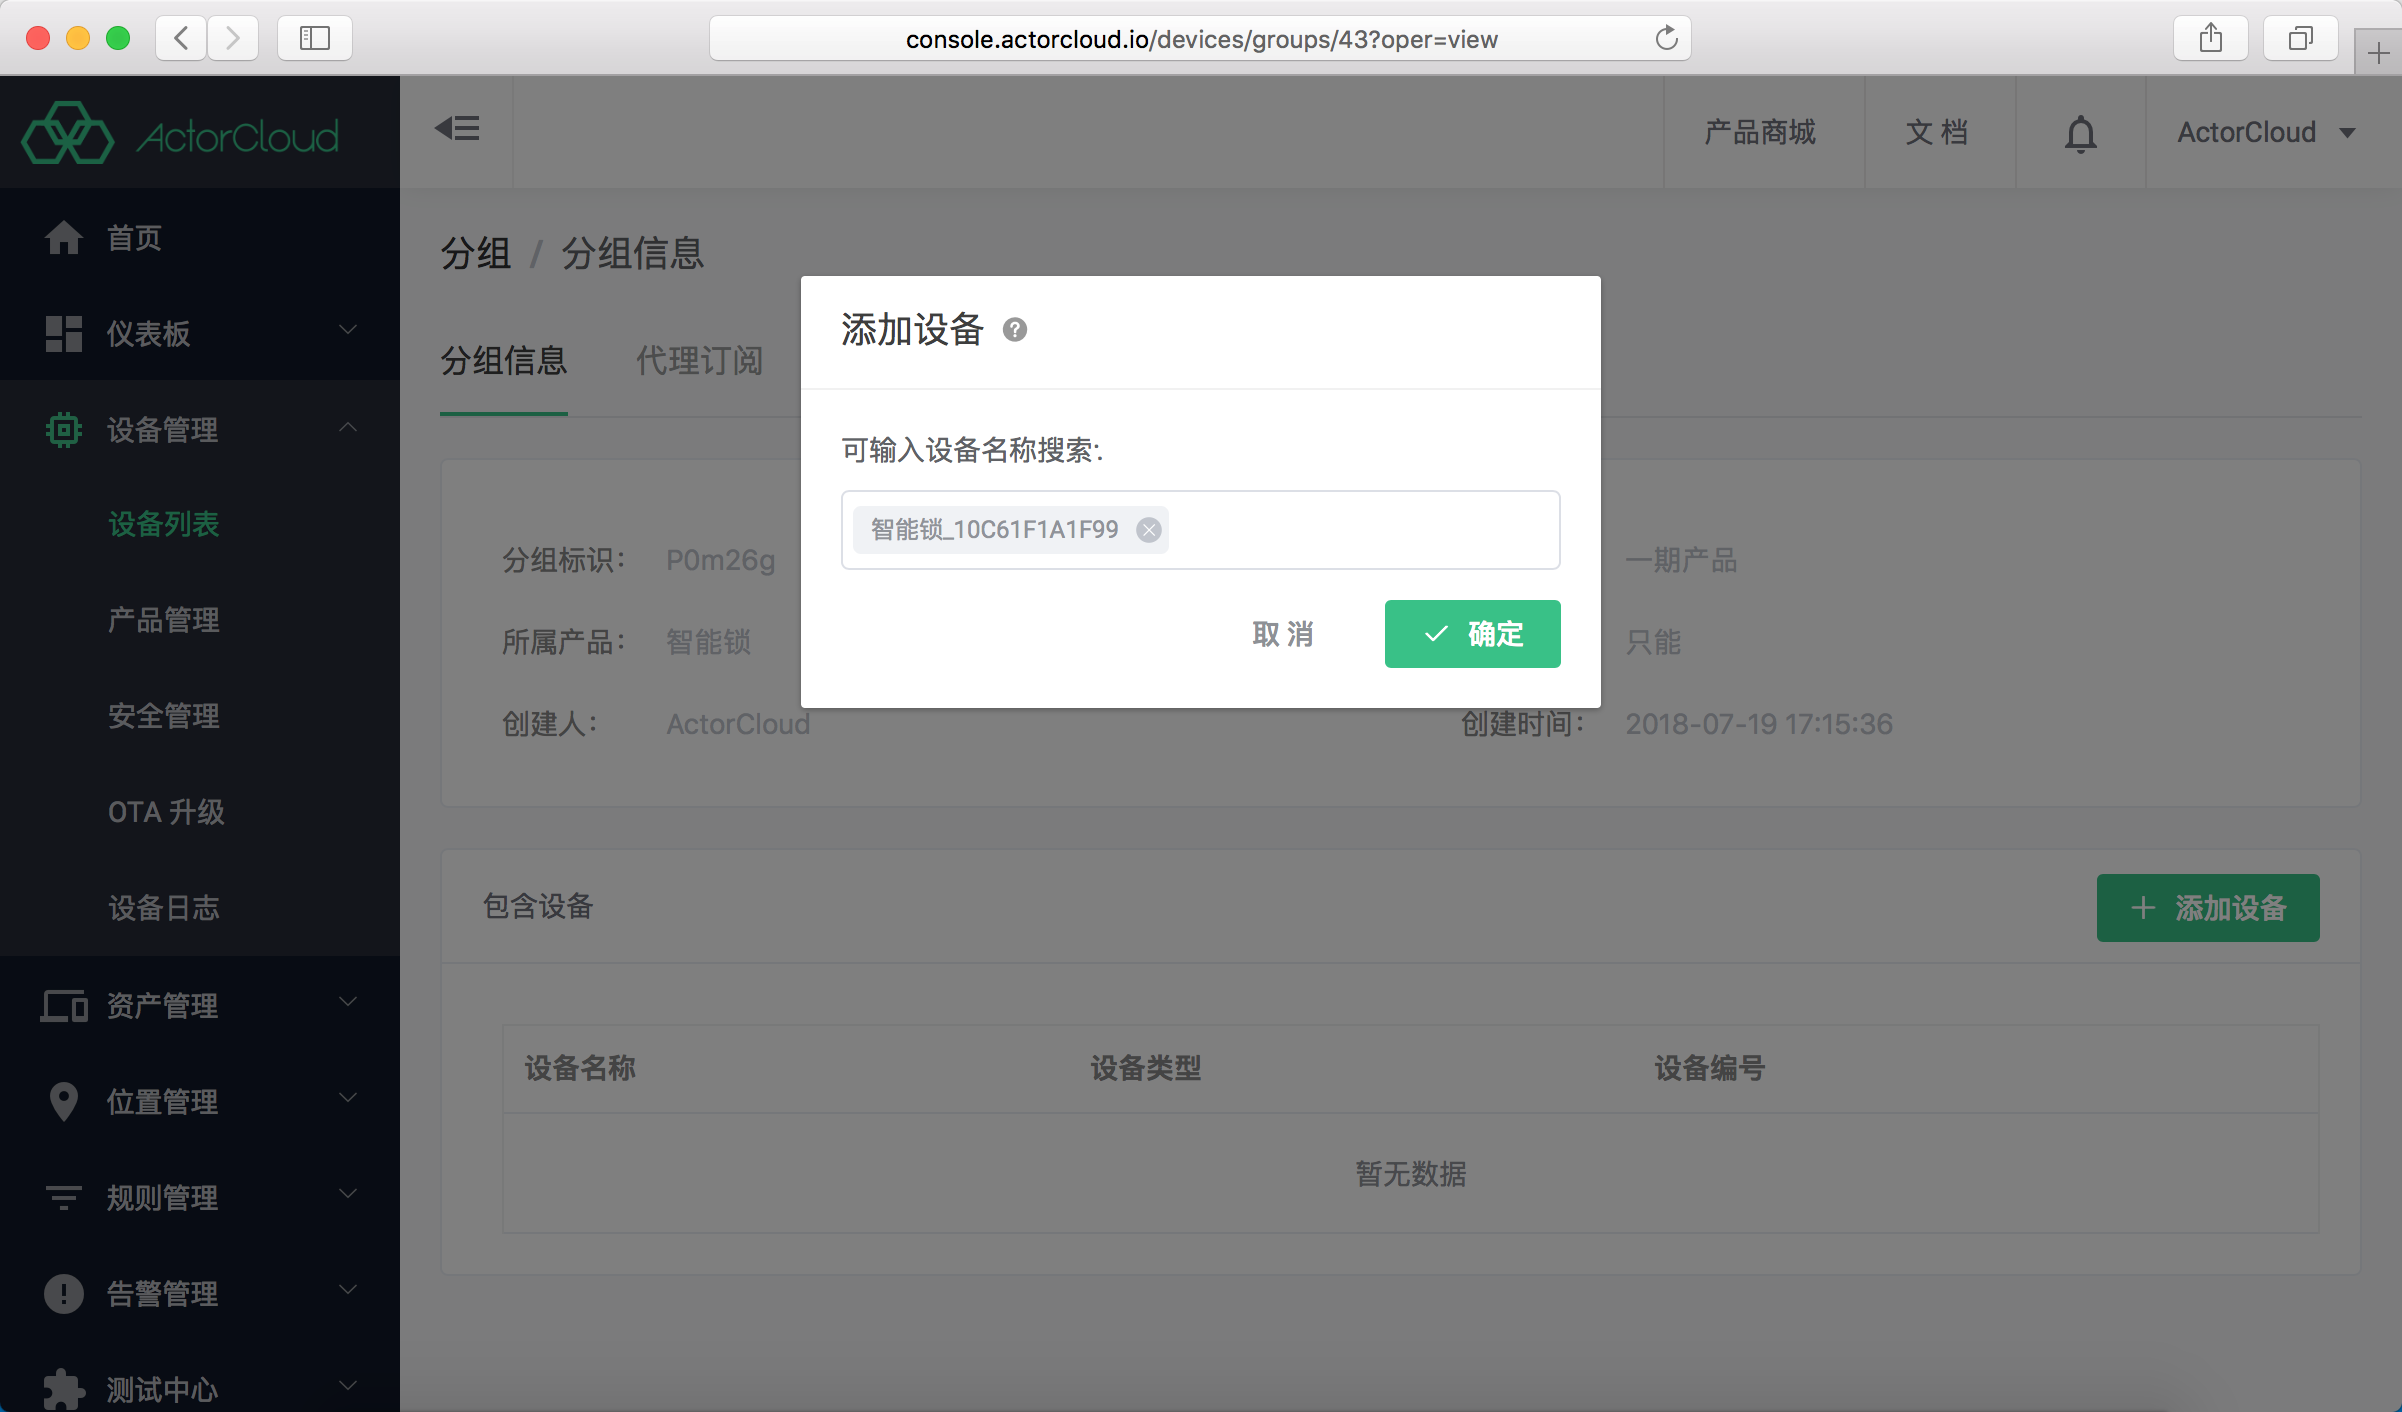 console.actorcloud.io/devices/groups/43?oper=view
ActorCloud
产品商城
文 档
ActorCloud
首页
仪表板
设备管理
设备列表
产品管理
安全管理
OTA 升级
设备日志
资产管理
位置管理
规则管理
告警管理
测试中心
分组 / 分组信息
分组信息
代理订阅
添加设备 ?
可输入设备名称搜索:
智能锁_10C61F1A1F99
取 消
确定
分组标识： P0m26g
一期产品
所属产品： 智能锁
只能
创建人： ActorCloud
创建时间： 2018-07-19 17:15:36
包含设备
添加设备
设备名称 设备类型 设备编号
暂无数据